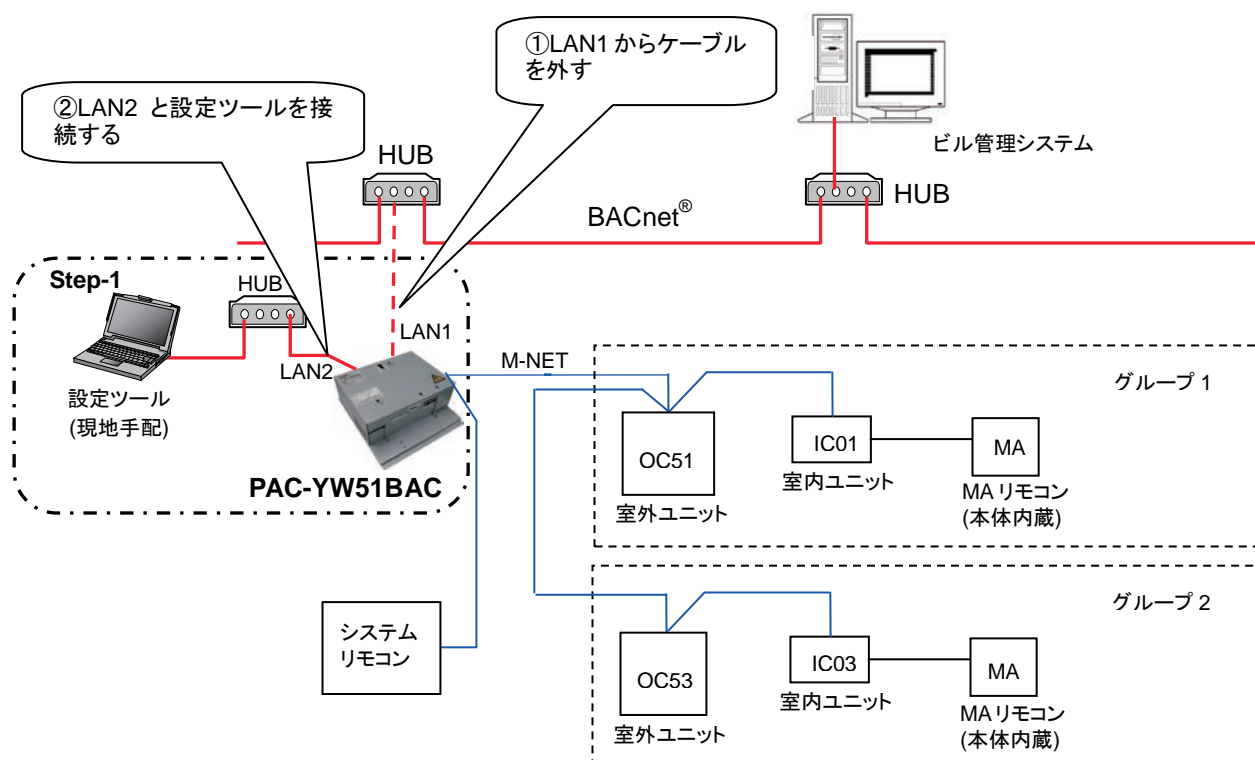 ①LAN1 からケーブル
を外す
②LAN2 と設定ツールを接
続する
ビル管理システム
HUB
HUB
BACnet®
Step-1
HUB
LAN1
LAN2
M-NET
設定ツール
(現地手配)
PAC-YW51BAC
グループ 1
OC51
室外ユニット
IC01
室内ユニット
MA
MA リモコン
(本体内蔵)
システム
リモコン
グループ 2
OC53
室外ユニット
IC03
室内ユニット
MA
MA リモコン
(本体内蔵)